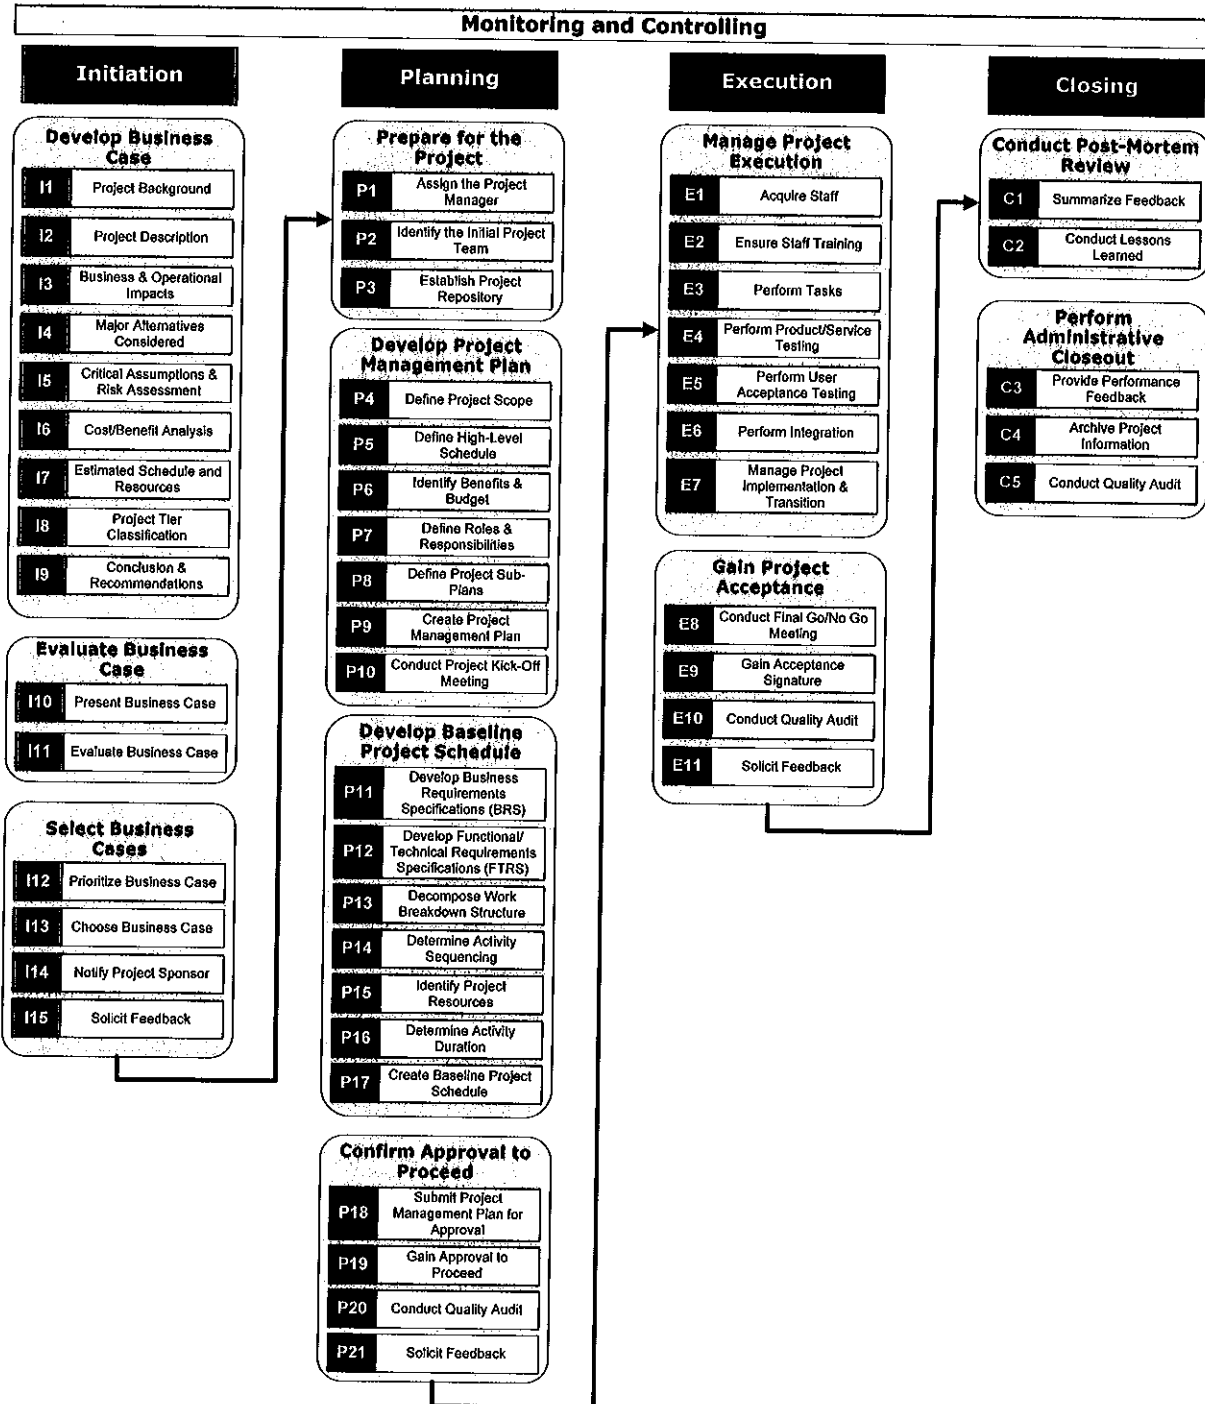 Monitoring and Controlling
Initiation
Develop Business
Case
I1
Project Background
I2
Project Description
I3
Business & Operational
Impacts
I4
Major Alternatives
Considered
I5
Critical Assumptions &
Risk Assessment
I6
Cost/Benefit Analysis
I7
Estimated Schedule and
Resources
I8
Project Tier
Classification
I9
Conclusion &
Recommendations
Evaluate Business
Case
I10
Present Business Case
I11
Evaluate Business Case
Select Business
Cases
I12
Prioritize Business Case
I13
Choose Business Case
I14
Notify Project Sponsor
I15
Solicit Feedback
Planning
Prepare for the
Project
P1
Assign the Project
Manager
P2
Identify the Initial Project
Team
P3
Establish Project
Repository
Develop Project
Management Plan
P4
Define Project Scope
P5
Define High-Level
Schedule
P6
Identify Benefits &
Budget
P7
Define Roles &
Responsibilities
P8
Define Project Sub-
Plans
P9
Create Project
Management Plan
P10
Conduct Project Kick-Off
Meeting
Develop Baseline
Project Schedule
P11
Develop Business
Requirements
Specifications (BRS)
P12
Develop Functional/
Technical Requirements
Specifications (FTRS)
P13
Decompose Work
Breakdown Structure
P14
Determine Activity
Sequencing
P15
Identify Project
Resources
P16
Determine Activity
Duration
P17
Create Baseline Project
Schedule
Confirm Approval to
Proceed
P18
Submit Project
Management Plan for
Approval
P19
Gain Approval to
Proceed
P20
Conduct Quality Audit
P21
Solicit Feedback
Execution
Manage Project
Execution
E1
Acquire Staff
E2
Ensure Staff Training
E3
Perform Tasks
E4
Perform Product/Service
Testing
E5
Perform User
Acceptance Testing
E6
Perform Integration
E7
Manage Project
Implementation &
Transition
Gain Project
Acceptance
E8
Conduct Final Go/No Go
Meeting
E9
Gain Acceptance
Signature
E10
Conduct Quality Audit
E11
Solicit Feedback
Closing
Conduct Post-Mortem
Review
C1
Summarize Feedback
C2
Conduct Lessons
Learned
Perform
Administrative
Closeout
C3
Provide Performance
Feedback
C4
Archive Project
Information
C5
Conduct Quality Audit